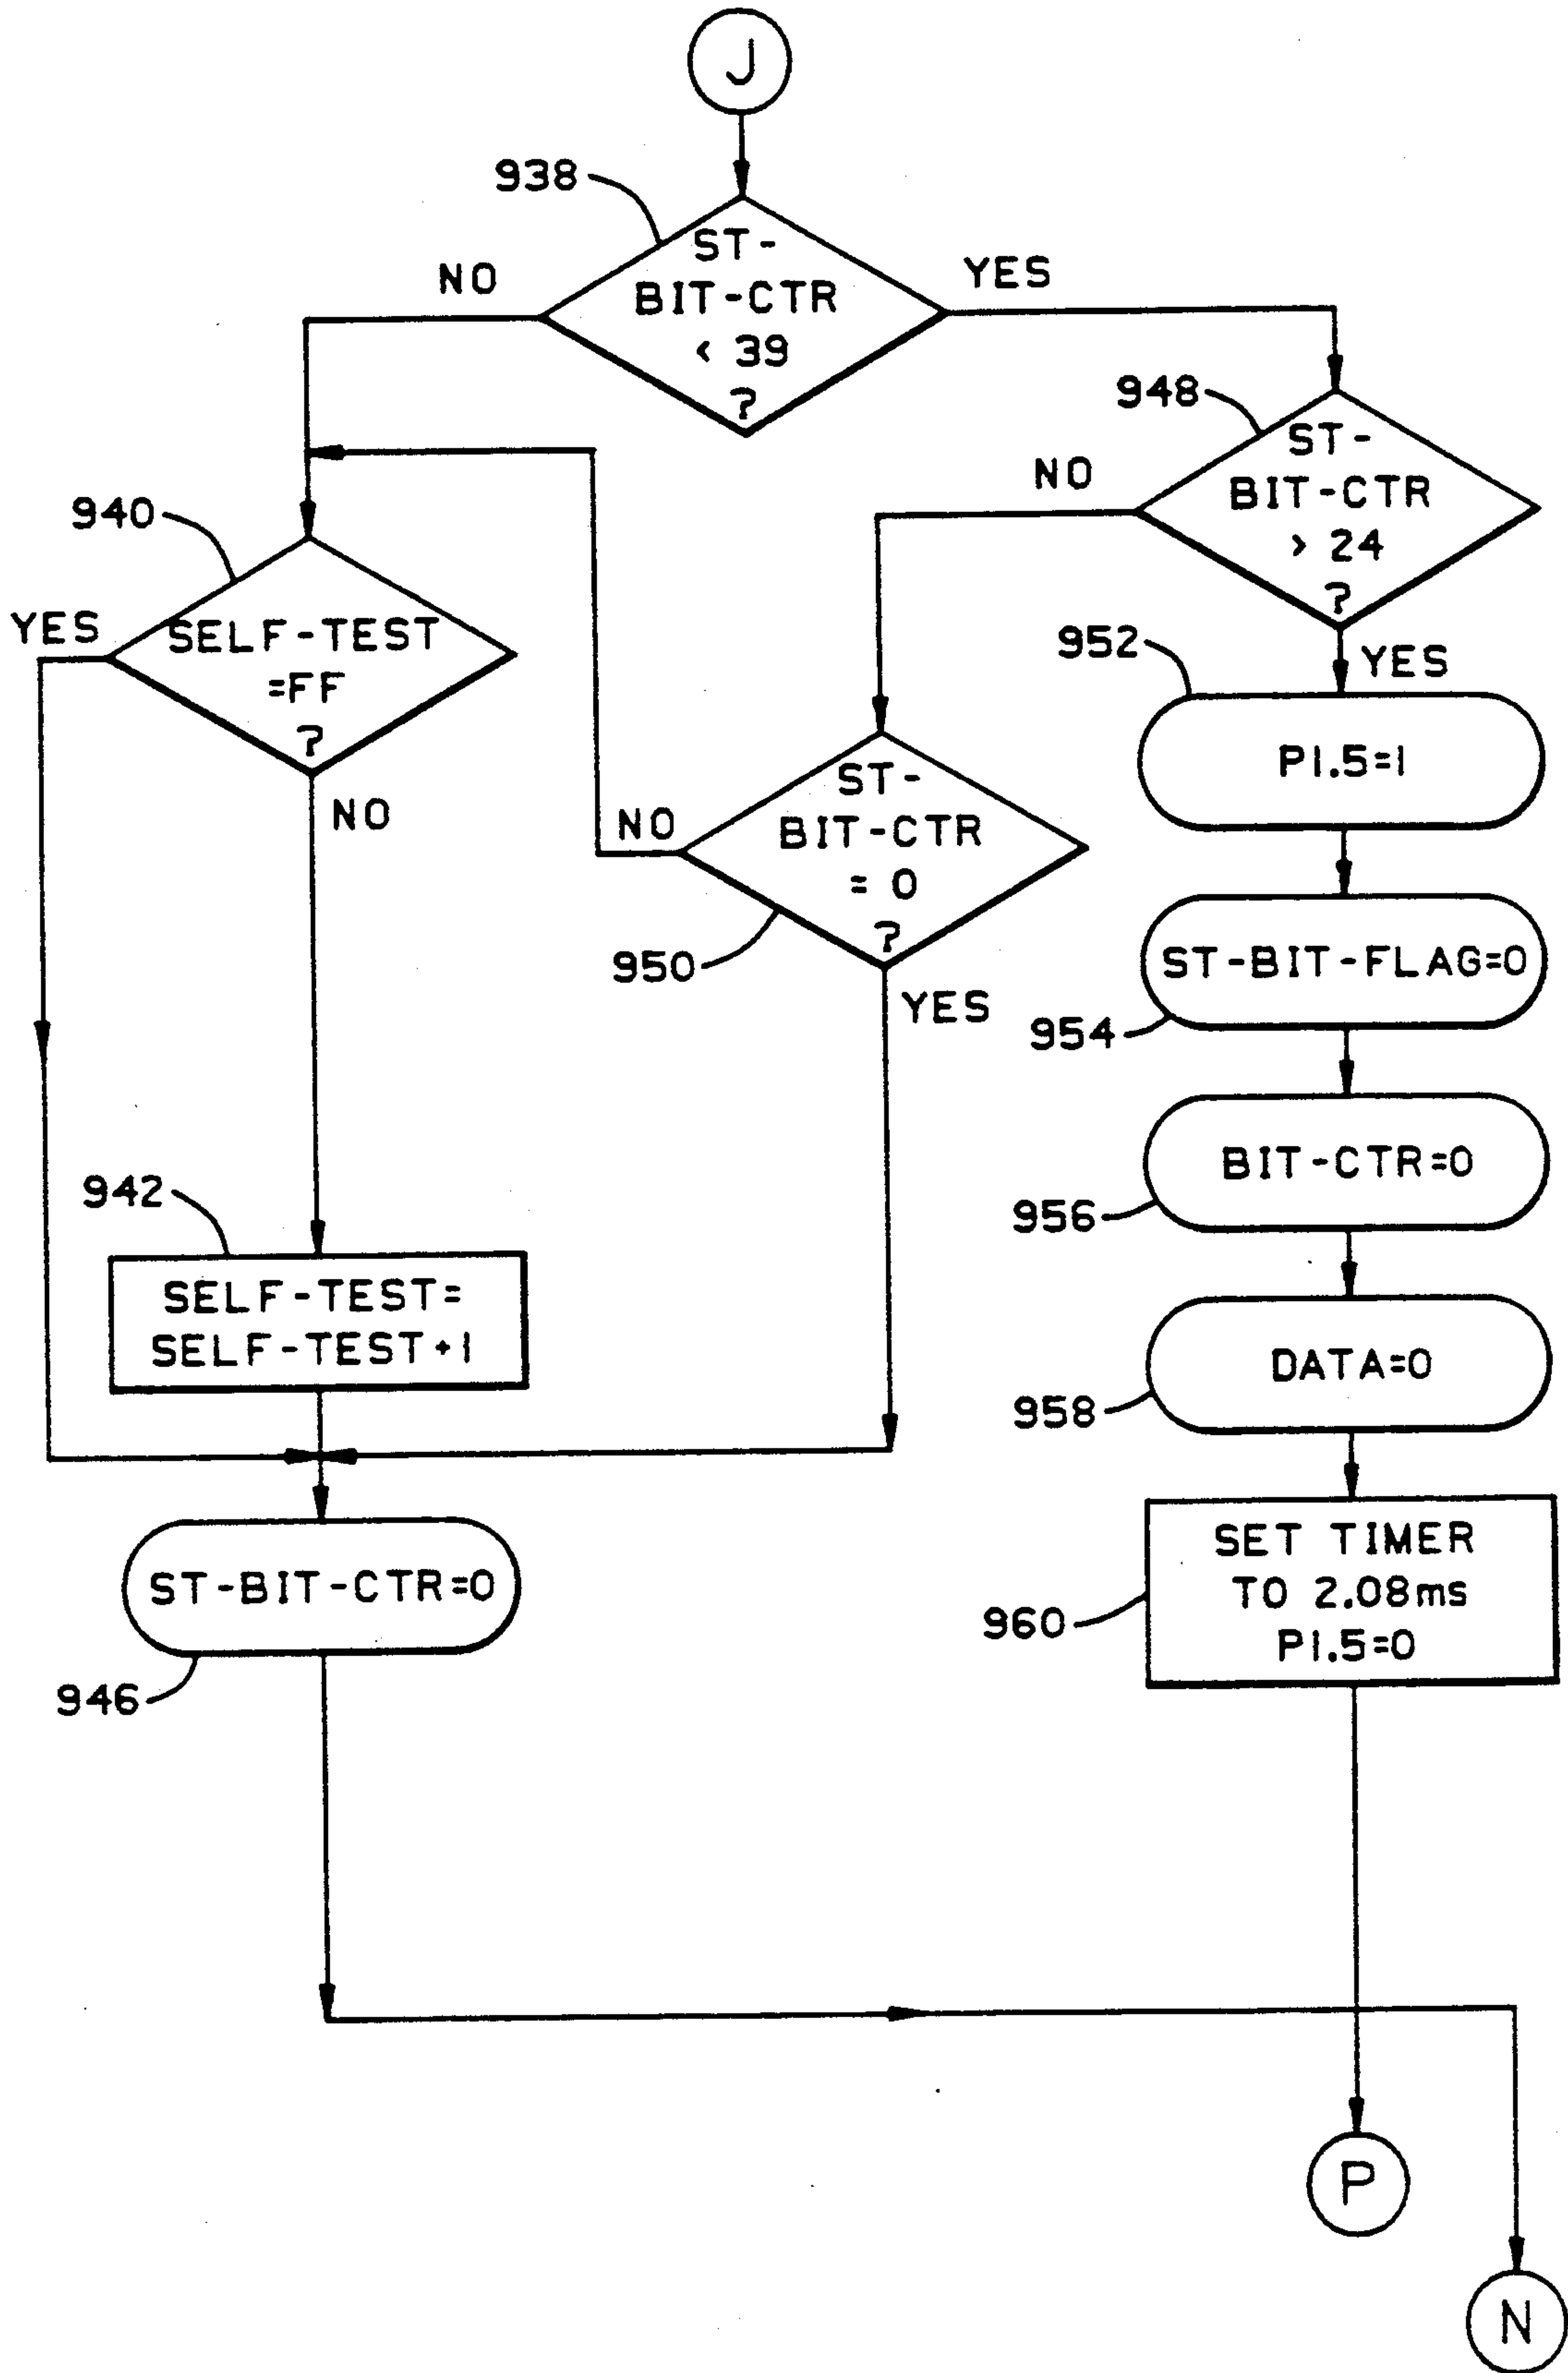 J
938
ST-
BIT-CTR
< 39
?
NO
YES
948
ST-
BIT-CTR
> 24
?
NO
YES
940
SELF-TEST
=FF
?
YES
NO
952
P1.5=1
ST-
BIT-CTR
= 0
?
NO
YES
950
ST-BIT-FLAG=0
954
BIT-CTR=0
956
942
SELF-TEST=
SELF-TEST+1
DATA=0
958
ST-BIT-CTR=0
946
SET TIMER
TO 2.08ms
P1.5=0
960
P
N